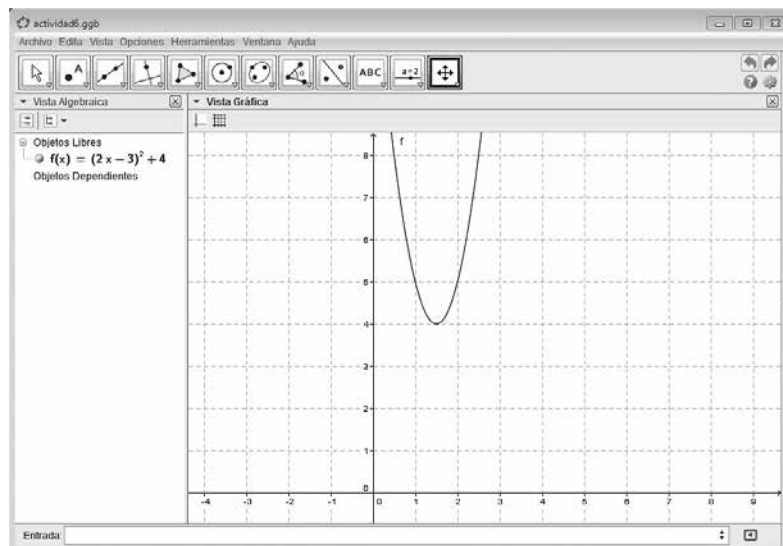 actividad6.ggb
Archivo Edita Vista Opciones Herramientas Ventana Ayuda
A
α
ABC
a=2
Vista Algebraica
Vista Gráfica
Objetos Libres
f(x) = (2 x – 3)² + 4
Objetos Dependientes
f
8
7
6
5
4
3
2
1
0
-4 -3 -2 -1 0 1 2 3 4 5 6 7 8 9
Entrada: